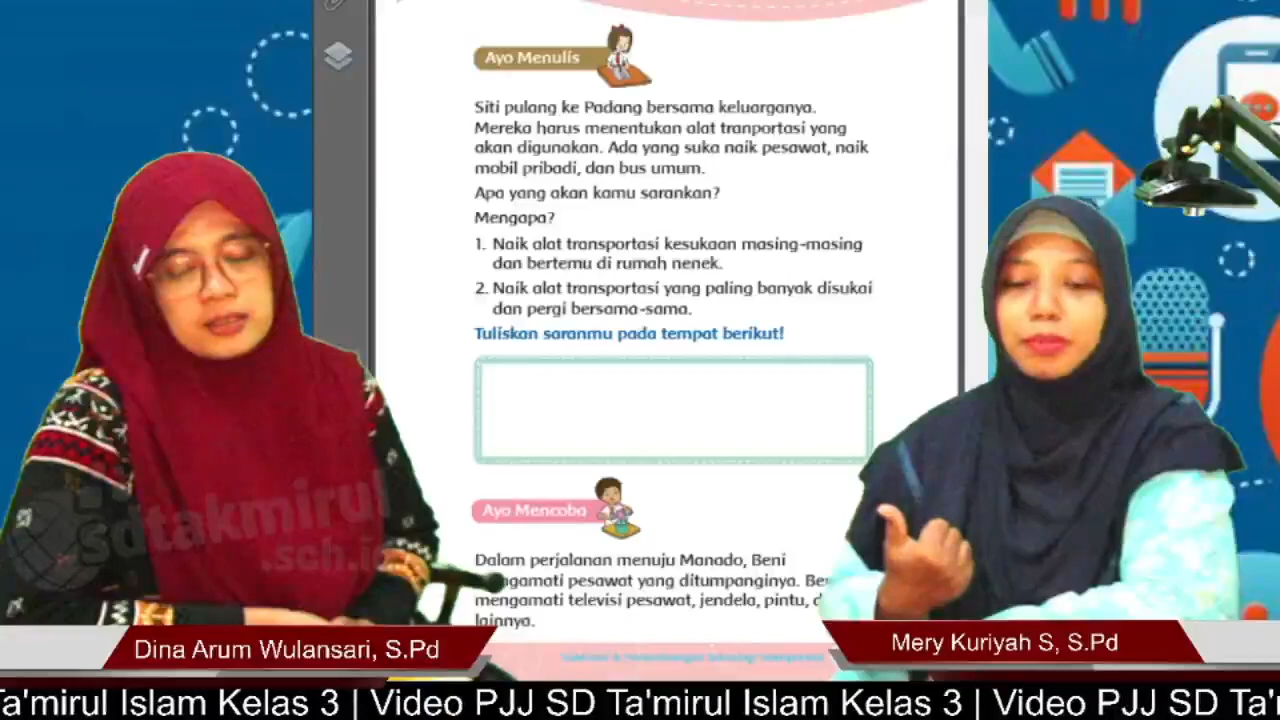 Ayo Menulis
Siti pulang ke Padang bersama keluarganya.
Mereka harus menentukan alat tranportasi yang
akan digunakan. Ada yang suka naik pesawat, naik
mobil pribadi, dan bus umum.
Apa yang akan kamu sarankan?
Mengapa?
1. Naik alat transportasi kesukaan masing-masing
dan bertemu di rumah nenek.
2. Naik alat transportasi yang paling banyak disukai
dan pergi bersama-sama.
Tuliskan saranmu pada tempat berikut!
Ayo Mencoba
Dalam perjalanan menuju Manado, Beni
pesawat yang ditumpanginya.
mengamati televisi pesawat, jendela, pintu,
lainnya.
sdtakmirul
.sch.id
Dina Arum Wulansari, S.Pd
Mery Kuriyah S, S.Pd
Ta'mirul Islam Kelas 3 | Video PJJ SD Ta'mirul Islam Kelas 3 | Video PJJ SD